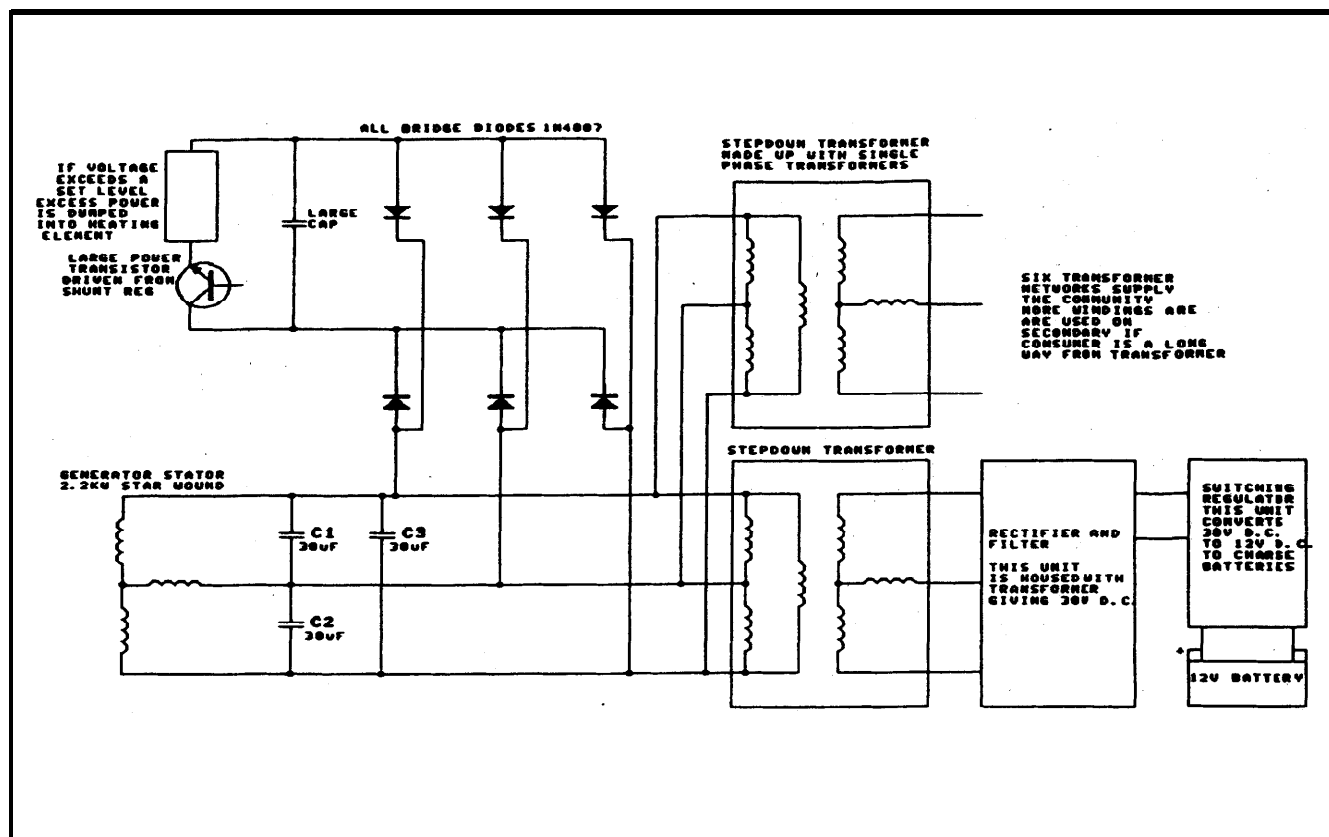 ALL BRIDGE DIODES 1N4007
IF VOLTAGE
EXCEEDS A
SET LEVEL
EXCESS POWER
IS DUMPED
INTO HEATING
ELEMENT
LARGE
CAP
LARGE POWER
TRANSISTOR
DRIVEN FROM
SHUNT REG
STEPDOWN TRANSFORMER
MADE UP WITH SINGLE
PHASE TRANSFORMERS
SIX TRANSFORMER
NETWORKS SUPPLY
THE COMMUNITY
MORE WINDINGS ARE
ARE USED ON
SECONDARY IF
CONSUMER IS A LONG
WAY FROM TRANSFORMER
GENERATOR STATOR
2.2KW STAR WOUND
C1
30uF
C3
30uF
C2
30uF
STEPDOWN TRANSFORMER
RECTIFIER AND
FILTER
THIS UNIT
IS HOUSED WITH
TRANSFORMER
GIVING 30V D.C.
SWITCHING
REGULATOR
THIS UNIT
CONVERTS
30V D.C.
TO 12V D.C.
TO CHARGE
BATTERIES
+
12V BATTERY